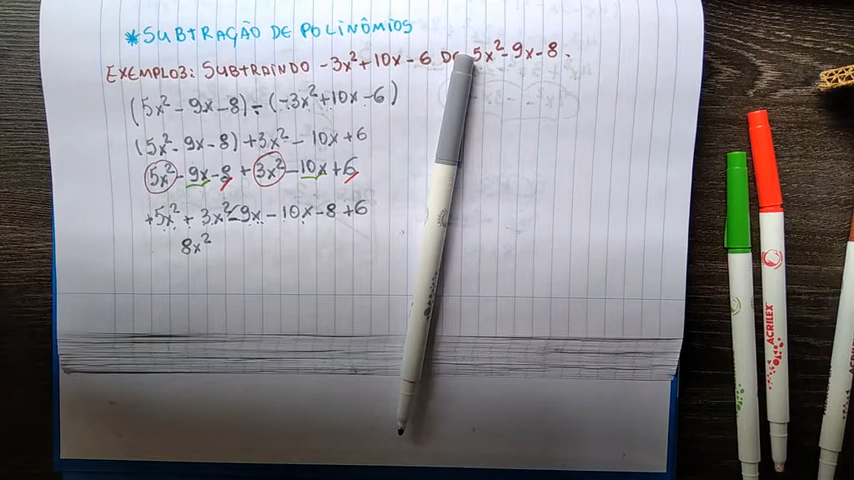 *SUBTRAÇÃO DE POLINÔMIOS
EXEMPLO3: SUBTRAINDO -3x²+10x-6 DE 5x²-9x-8.
(5x²-9x-8)-(-3x²+10x-6)
(5x²-9x-8)+3x²-10x+6
5x²-9x-8+3x²-10x+6
+5x²+3x²-9x-10x-8+6
8x²
ACRILEX